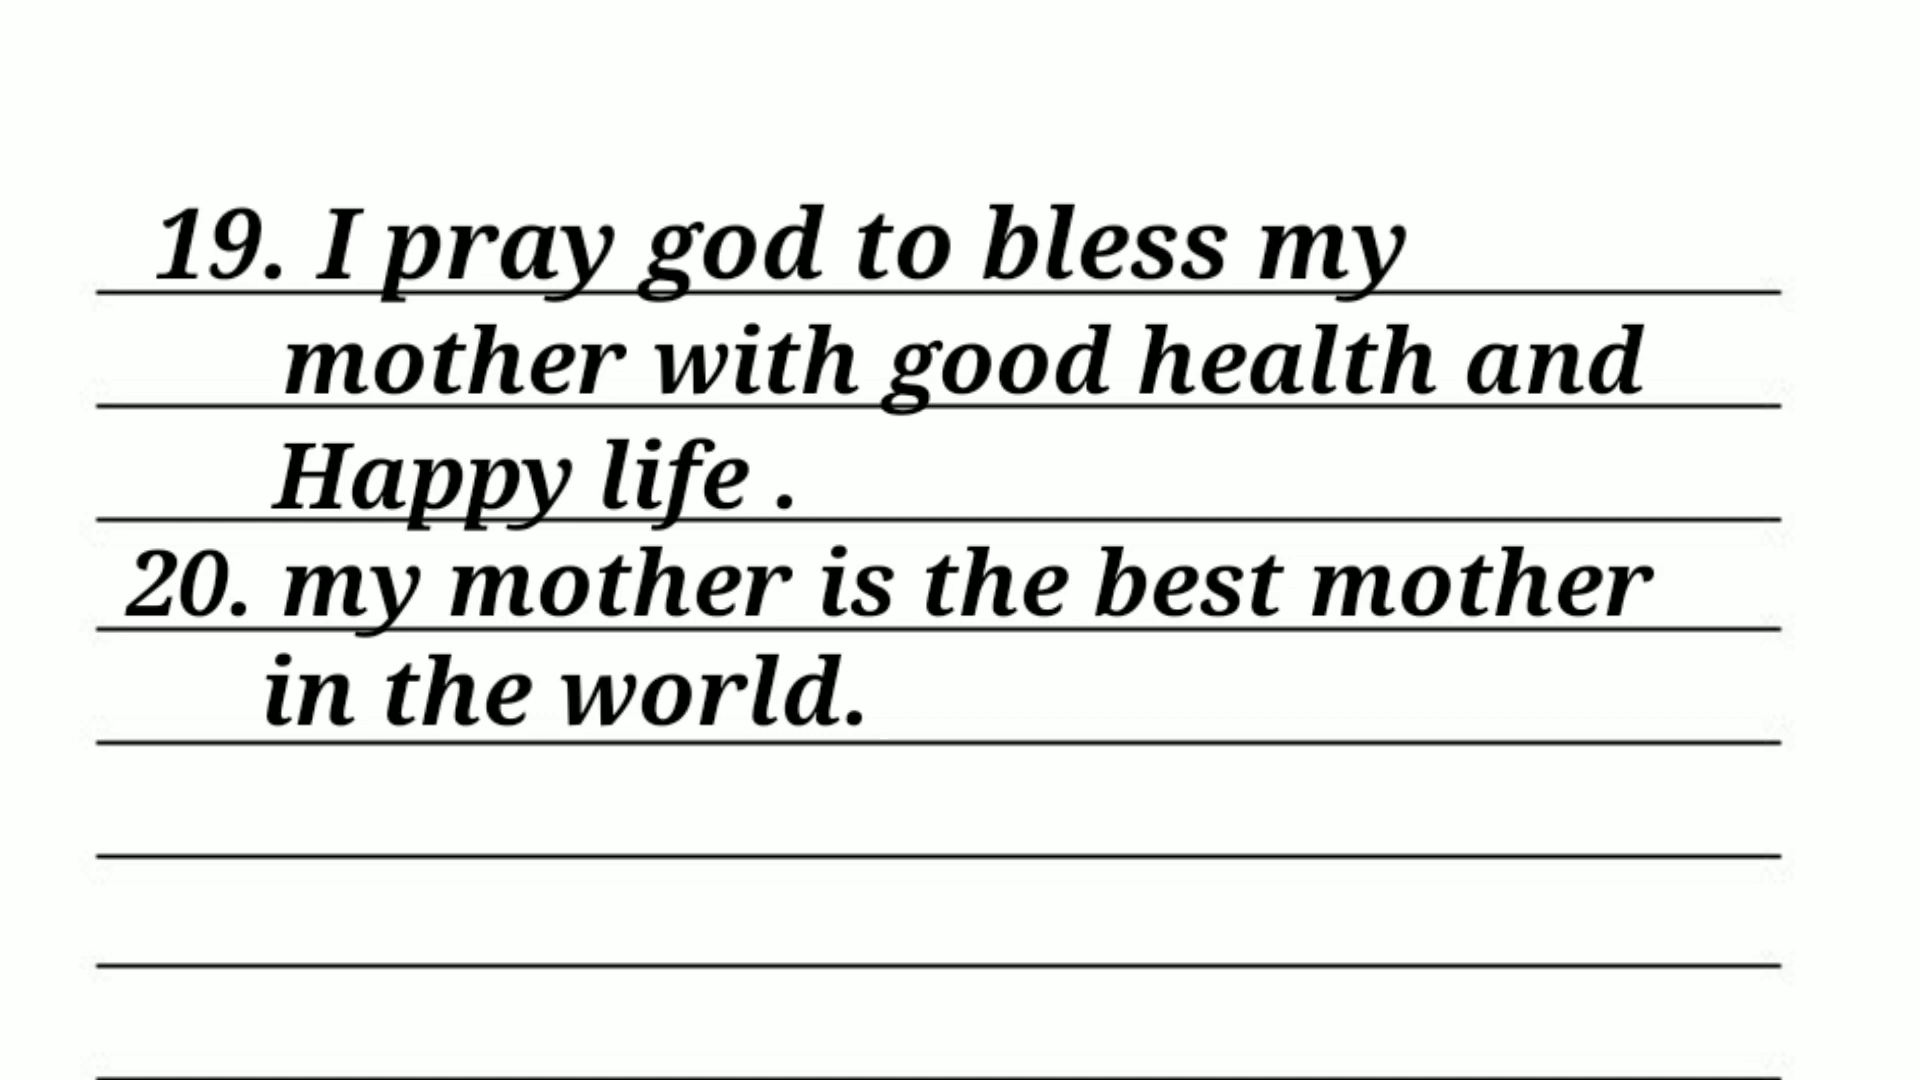 19. I pray god to bless my
mother with good health and
Happy life .
20. my mother is the best mother
in the world.